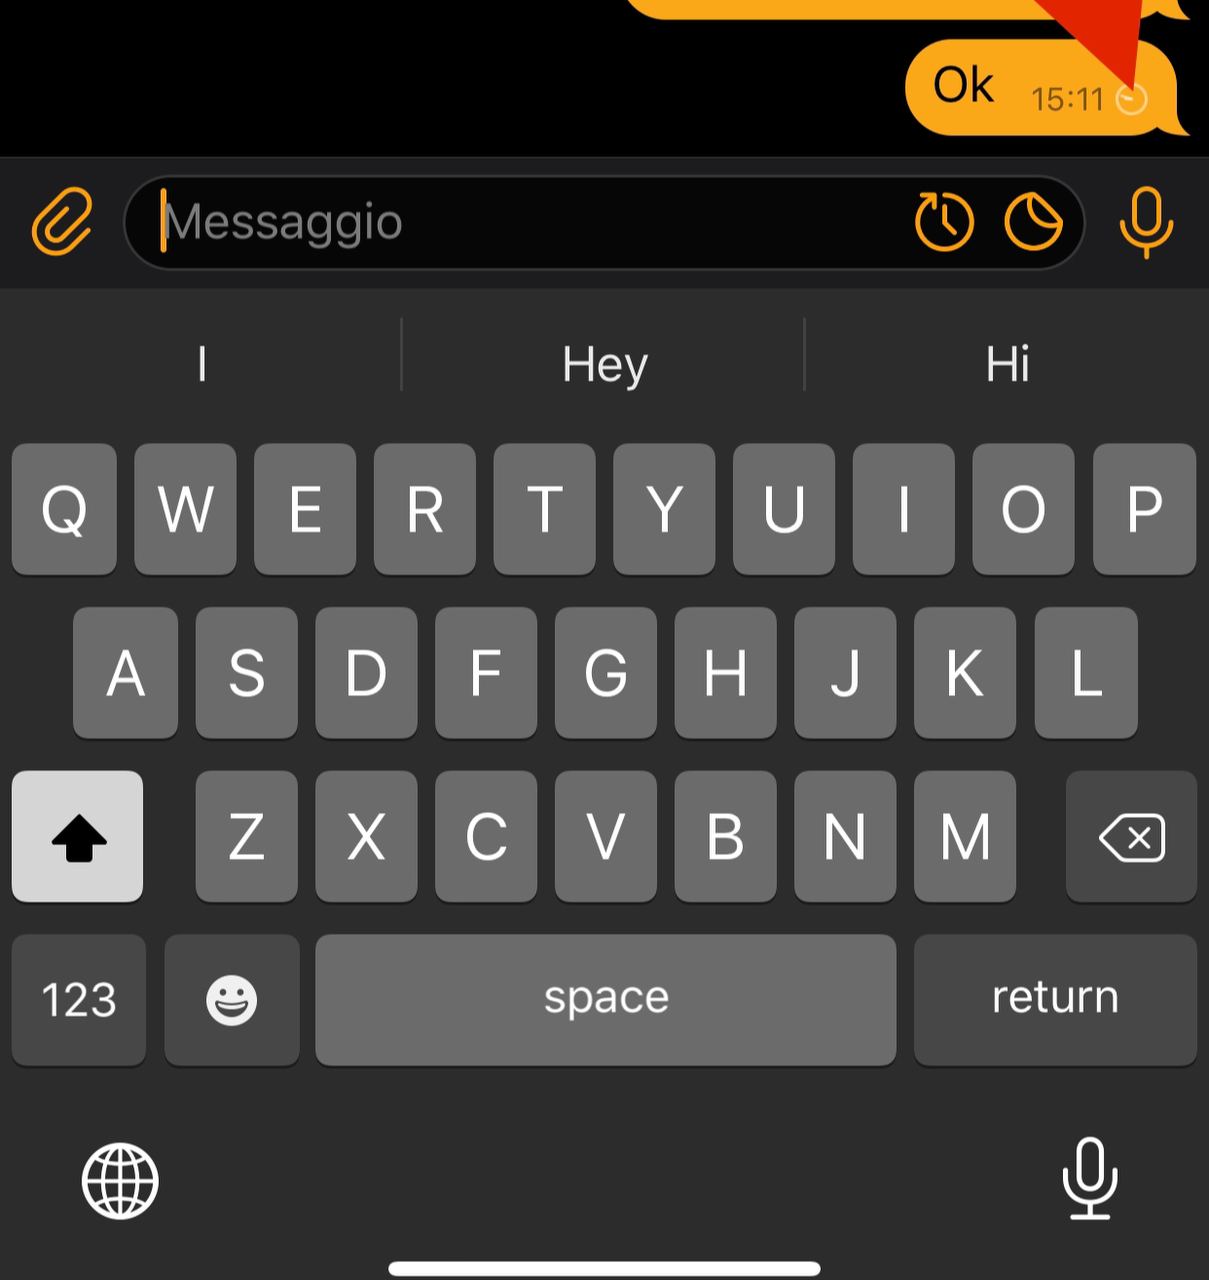 Ok 15:11
Messaggio
I Hey Hi
Q W E R T Y U I O P
A S D F G H J K L
Z X C V B N M
123 space return